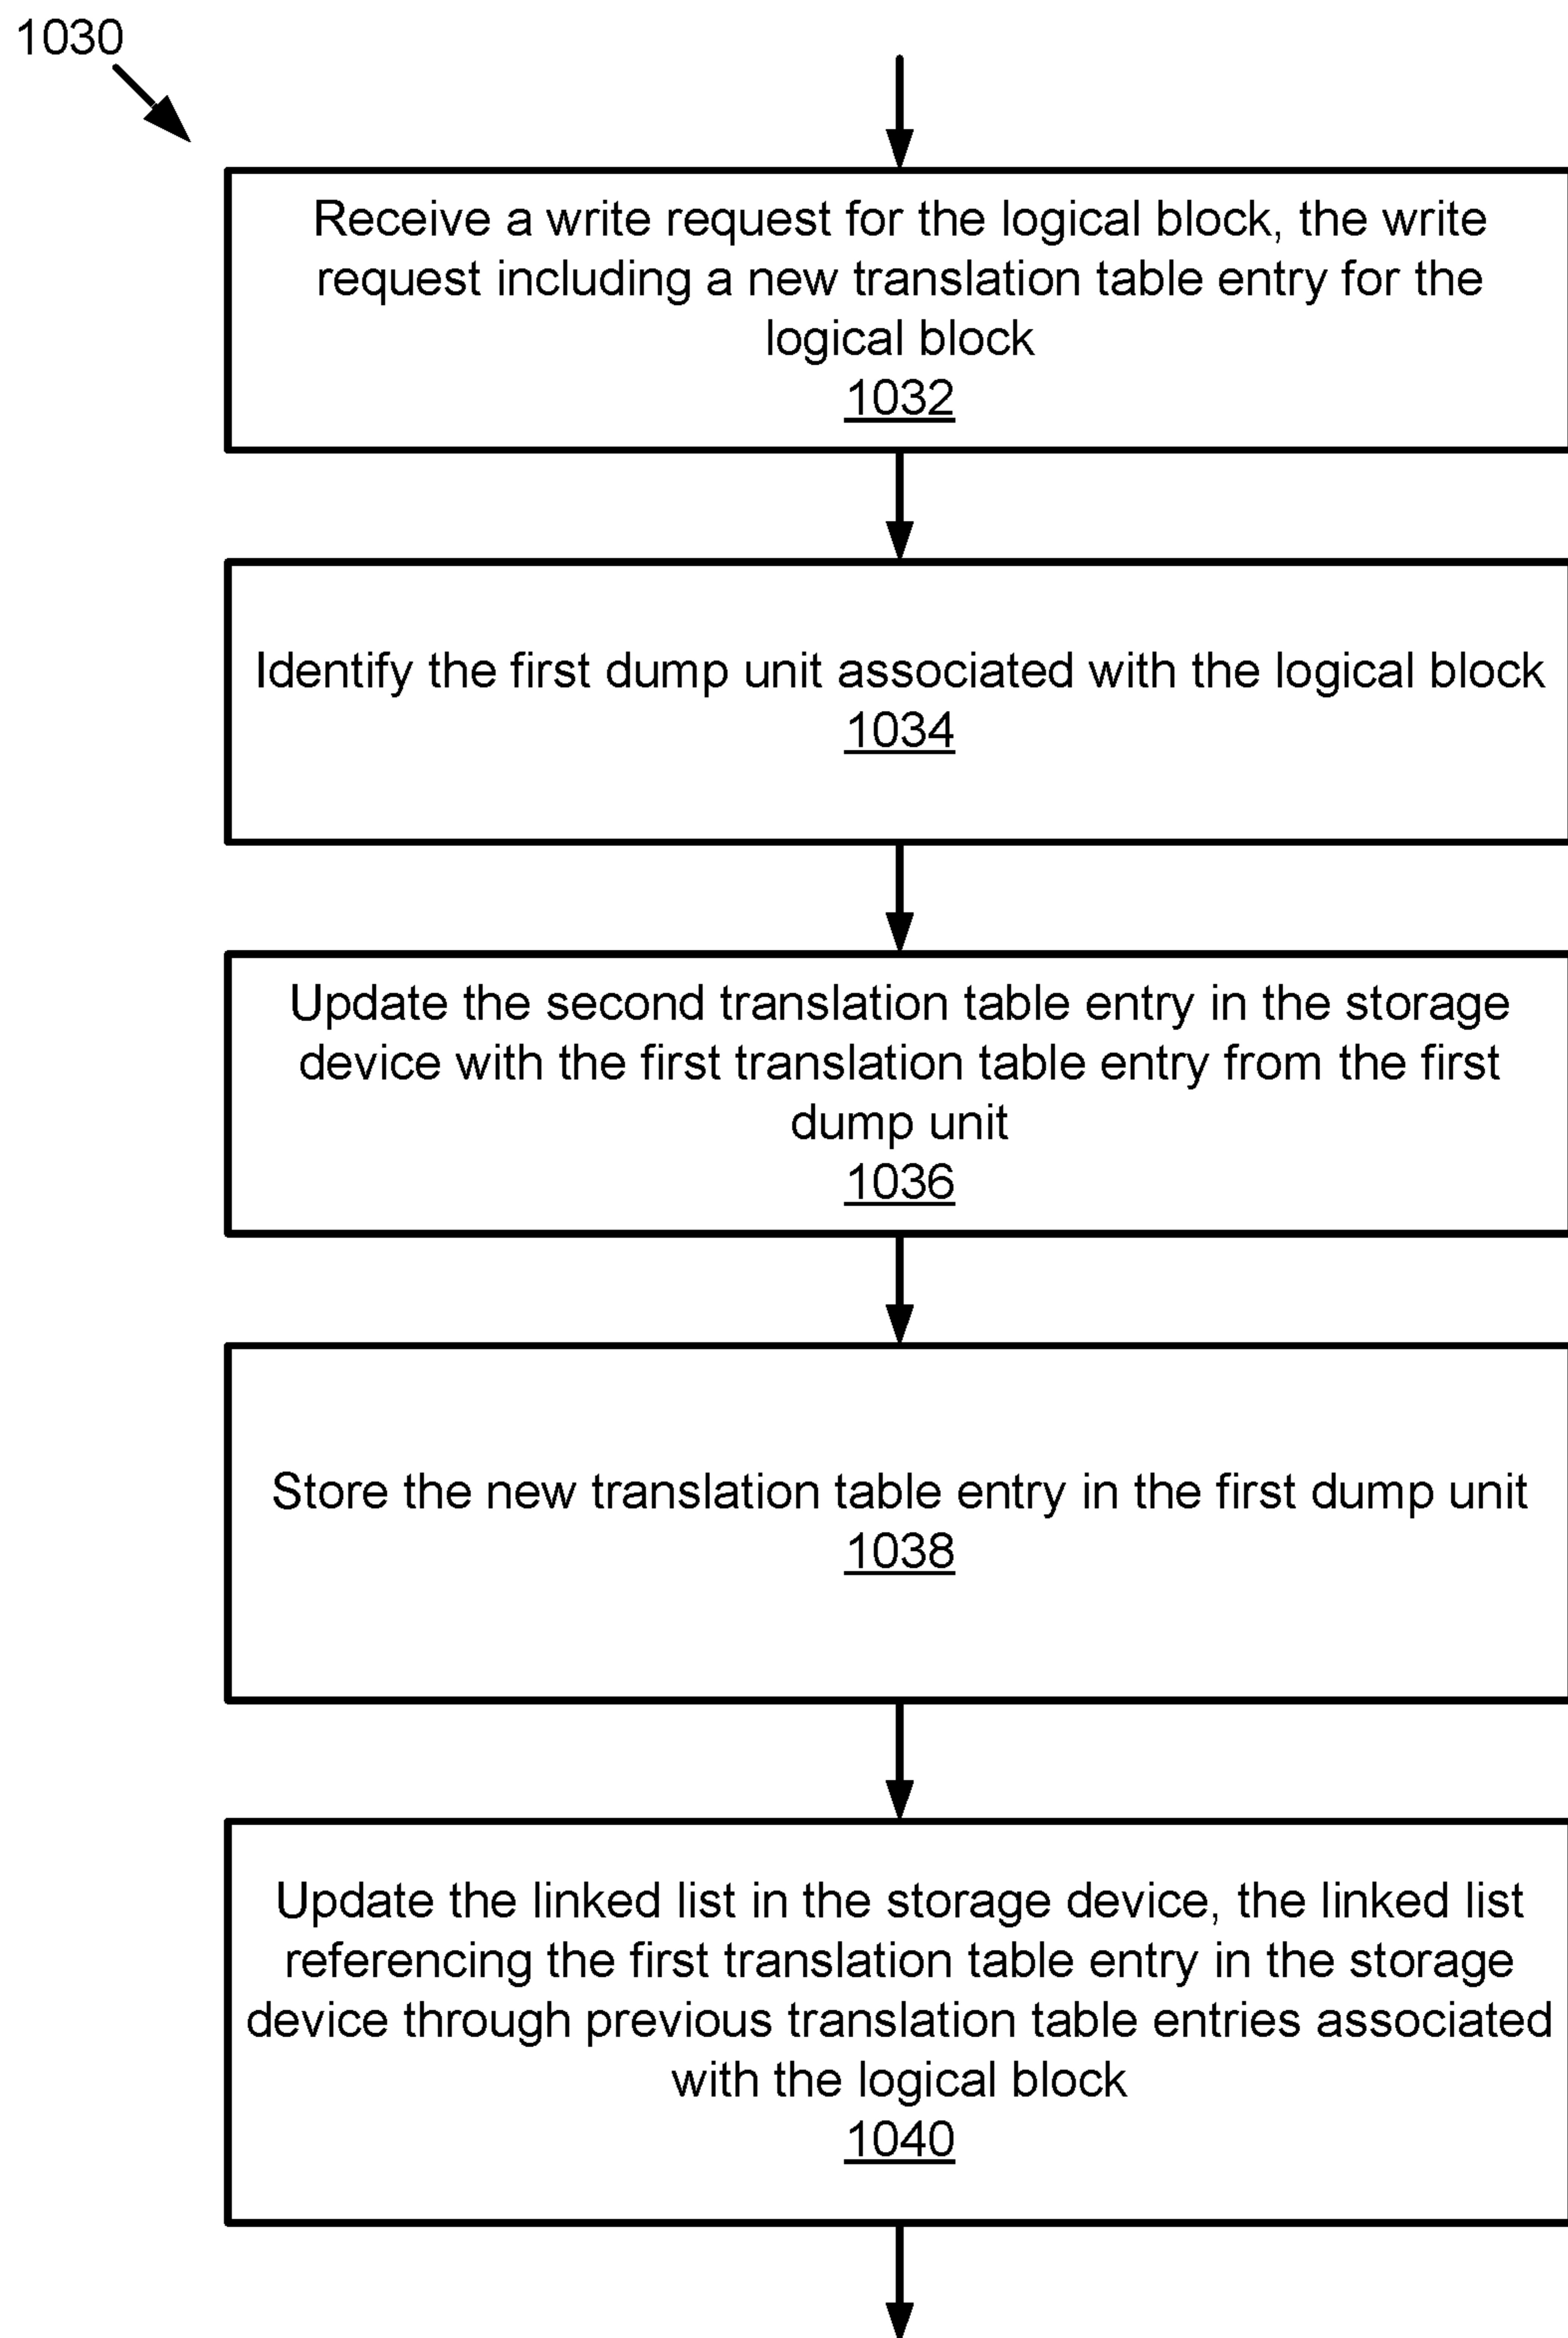 1030
Receive a write request for the logical block, the write
request including a new translation table entry for the
logical block
1032
Identify the first dump unit associated with the logical block
1034
Update the second translation table entry in the storage
device with the first translation table entry from the first
dump unit
1036
Store the new translation table entry in the first dump unit
1038
Update the linked list in the storage device, the linked list
referencing the first translation table entry in the storage
device through previous translation table entries associated
with the logical block
1040